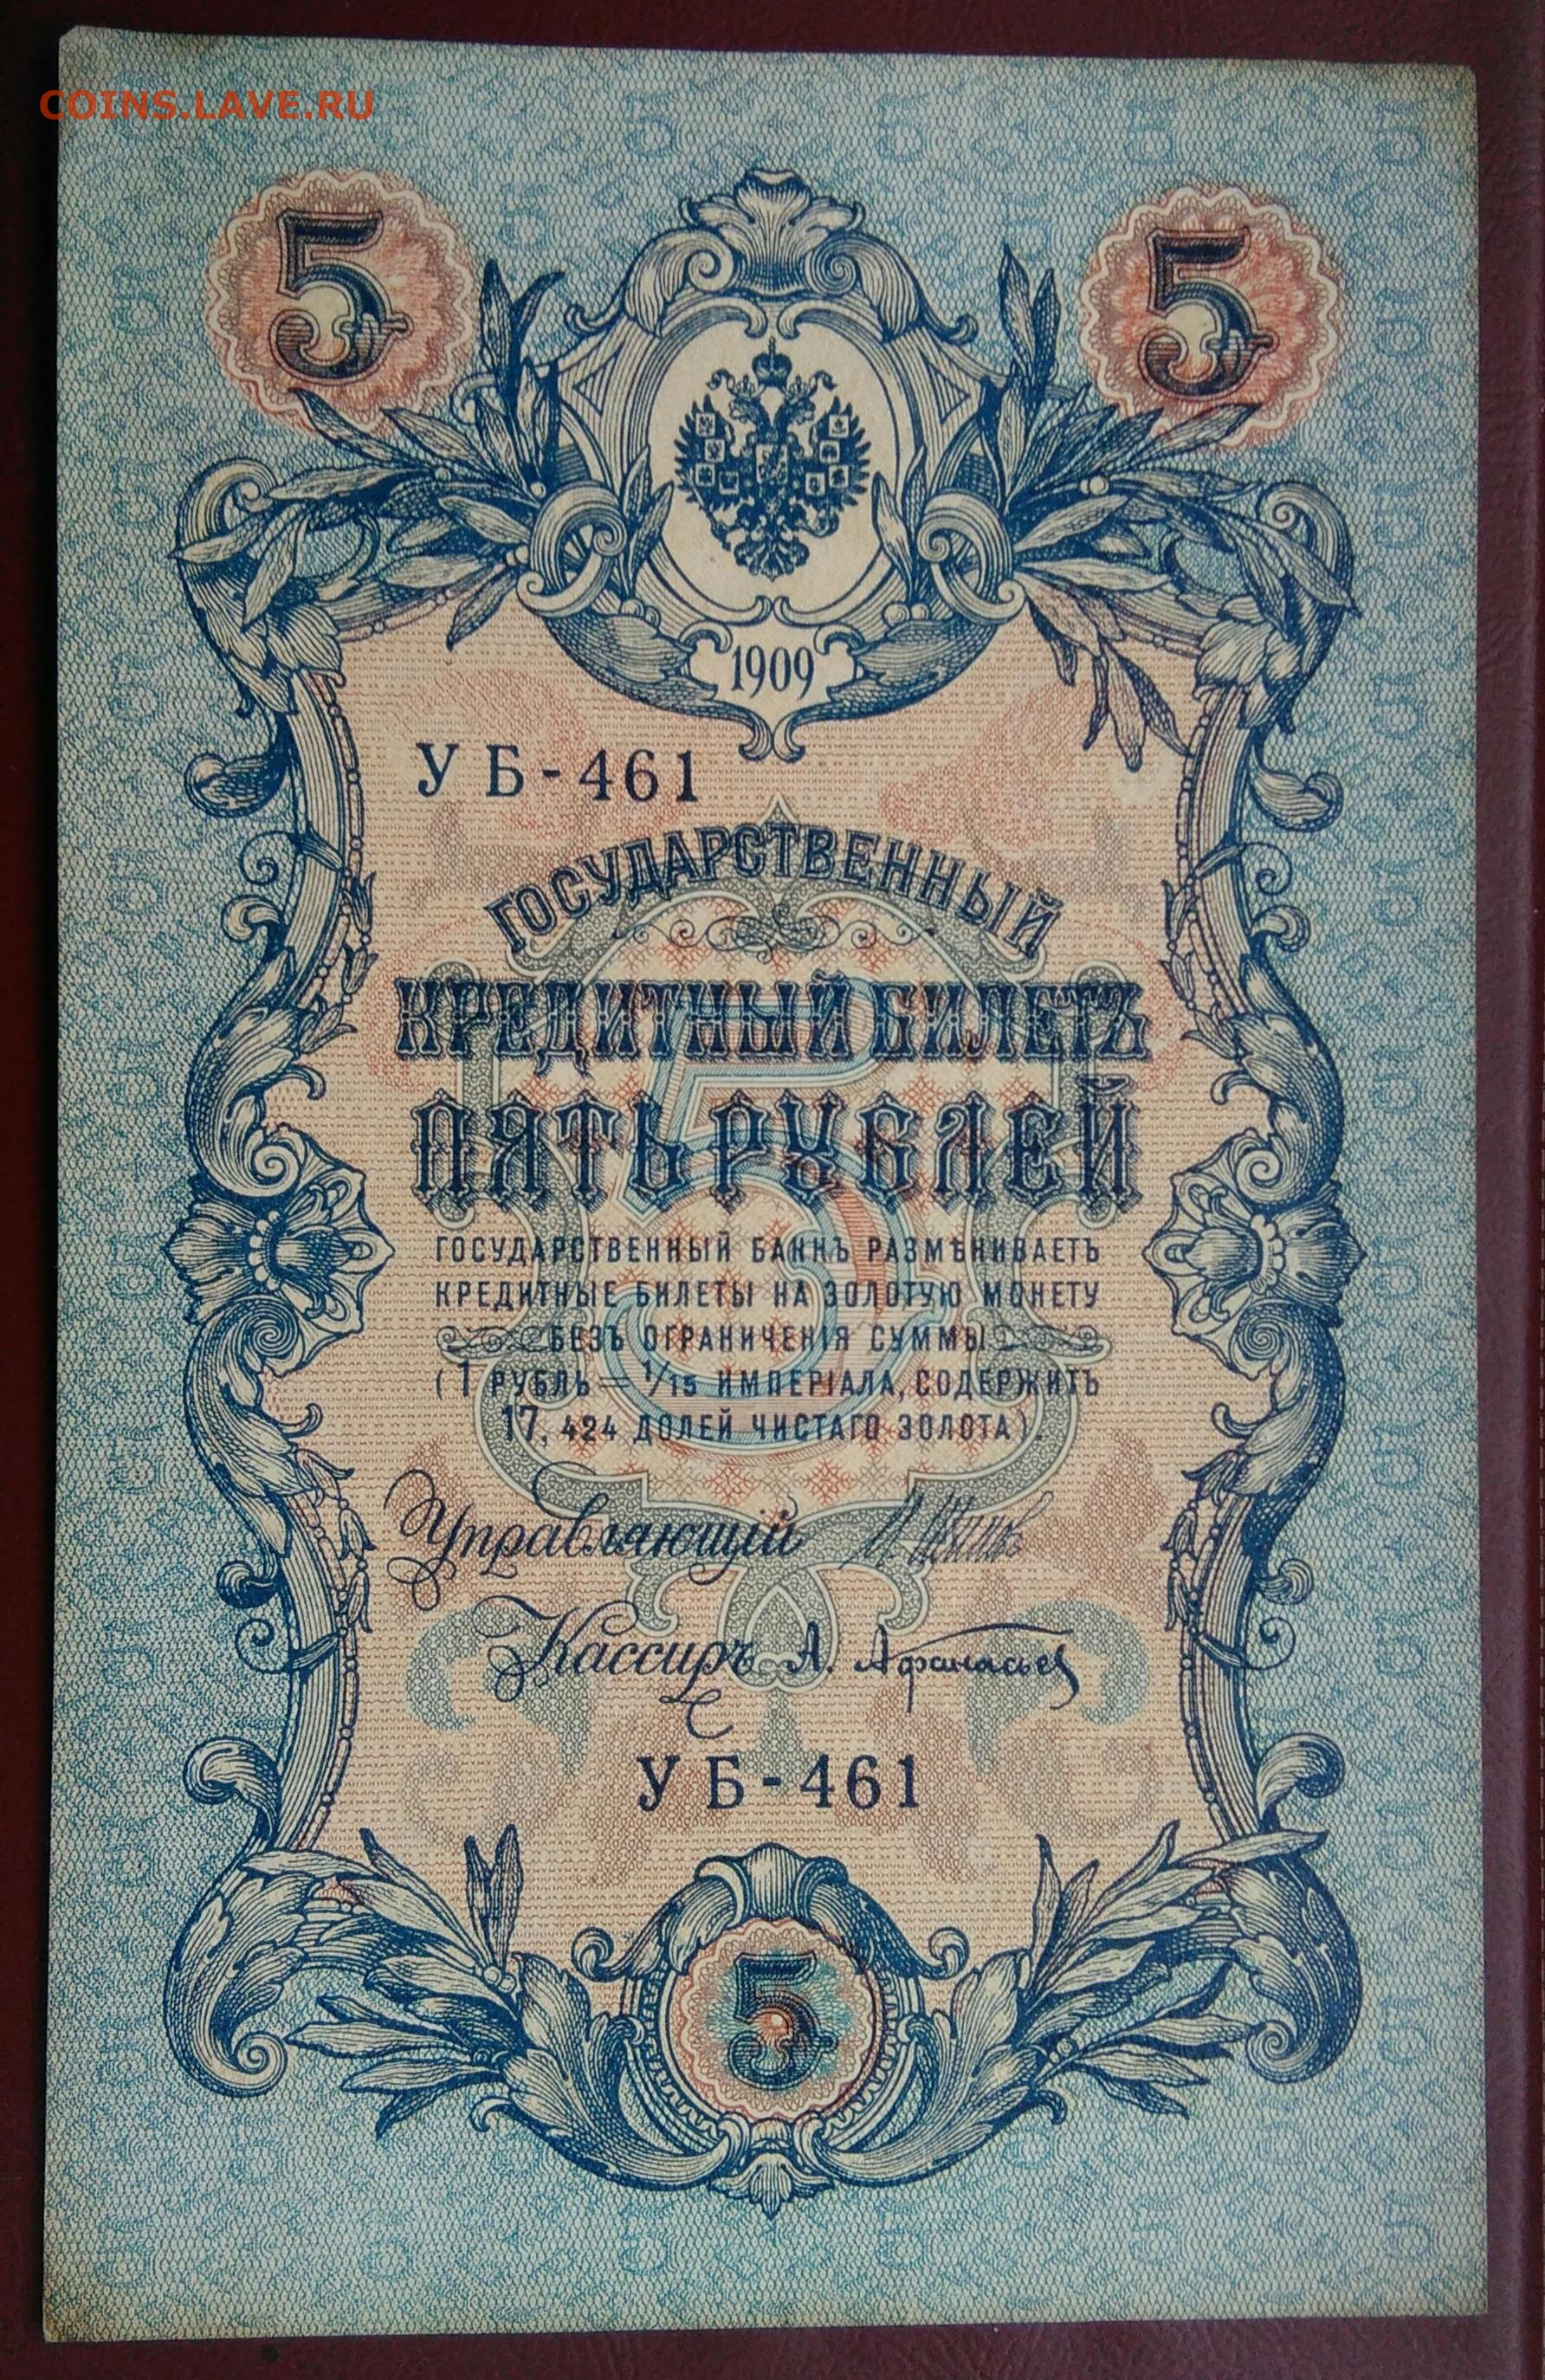 COINS.LAVE.RU
5 5
1909
УБ-461
ГОСУДАРСТВЕННЫЙ
КРЕДИТНЫЙ БИЛЕТЪ
ПЯТЬ РУБЛЕЙ
5
ГОСУДАРСТВЕННЫЙ БАНКЪ РАЗМѢНИВАЕТЪ
КРЕДИТНЫЕ БИЛЕТЫ НА ЗОЛОТУЮ МОНЕТУ
БЕЗЪ ОГРАНИЧЕНІЯ СУММЫ
(1 РУБЛЬ = 1/15 ИМПЕРІАЛА, СОДЕРЖИТЪ
17,424 ДОЛЕЙ ЧИСТАГО ЗОЛОТА).
Управляющій И. Шиповъ
Кассиръ А. Афанасьев
УБ-461
5